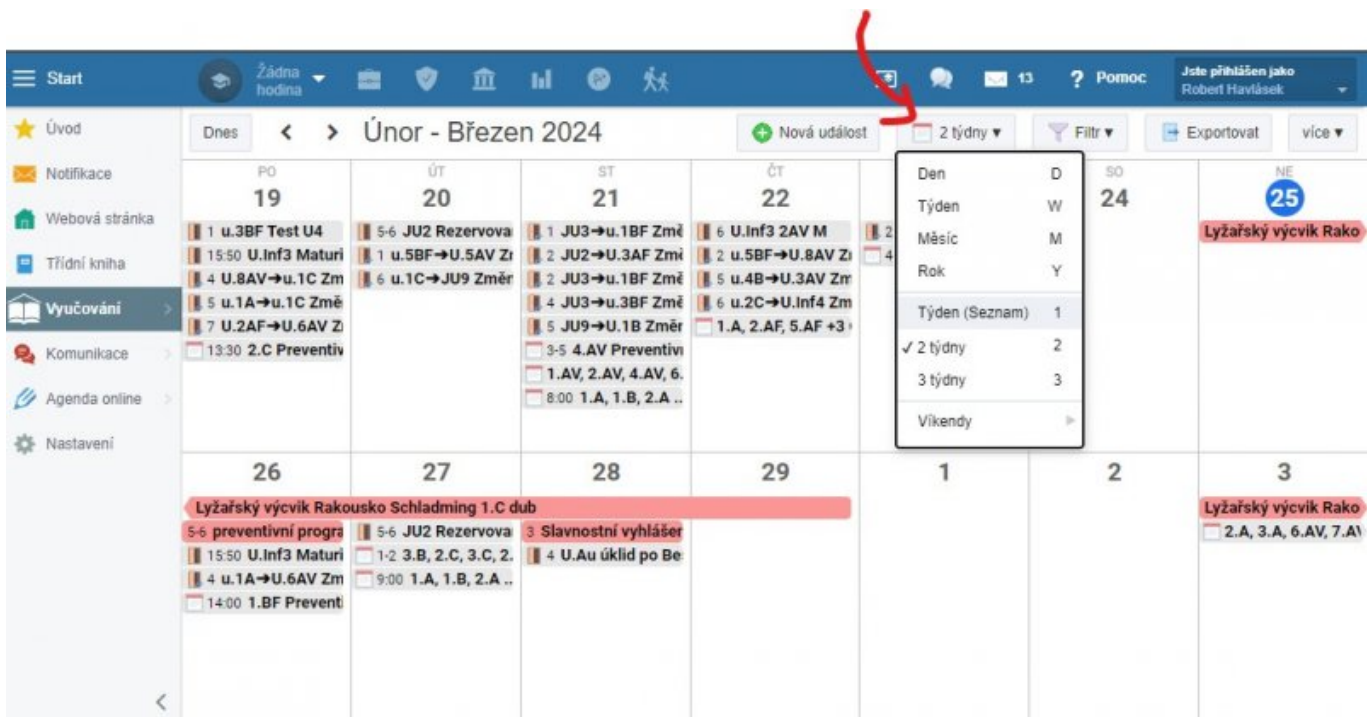 Start
Žádná
hodina
13
? Pomoc
Jste přihlášen jako
Robert Havlásek
Úvod
Notifikace
Webová stránka
Třídní kniha
Vyučování
Komunikace
Agenda online
Nastavení
Dnes
Únor - Březen 2024
Nová událost
2 týdny
Filtr
Exportovat
více
PO
ÚT
ST
ČT
SO
NE
19
20
21
22
24
25
1 u.3BF Test U4
15:50 U.Inf3 Maturi
4 U.8AV→u.1C Zm
5 u.1A→u.1C Změ
7 U.2AF→U.6AV Z
13:30 2.C Preventiv
5-6 JU2 Rezervova
1 u.5BF→U.5AV Zr
6 u.1C→JU9 Změr
1 JU3→u.1BF Změ
2 JU2→U.3AF Změ
2 JU3→u.1BF Změ
4 JU3→u.3BF Změ
5 JU9→U.1B Změr
3-5 4.AV Preventivn
1.AV, 2.AV, 4.AV, 6.
8:00 1.A, 1.B, 2.A ..
6 U.Inf3 2AV M
2 u.5BF→U.8AV Z
5 u.4B→U.3AV Zm
6 u.2C→U.Inf4 Zm
1.A, 2.AF, 5.AF +3
2
4
Den D
Týden W
Měsíc M
Rok Y
Týden (Seznam) 1
✓ 2 týdny 2
3 týdny 3
Víkendy
Lyžařský výcvik Rako
26
27
28
29
1
2
3
Lyžařský výcvik Rakousko Schladming 1.C dub
5-6 preventivní progra
15:50 U.Inf3 Maturi
4 u.1A→U.6AV Zm
14:00 1.BF Preventi
5-6 JU2 Rezervova
1-2 3.B, 2.C, 3.C, 2.
9:00 1.A, 1.B, 2.A ..
3 Slavnostní vyhlášer
4 U.Au úklid po Be
Lyžařský výcvik Rako
2.A, 3.A, 6.AV, 7.AV